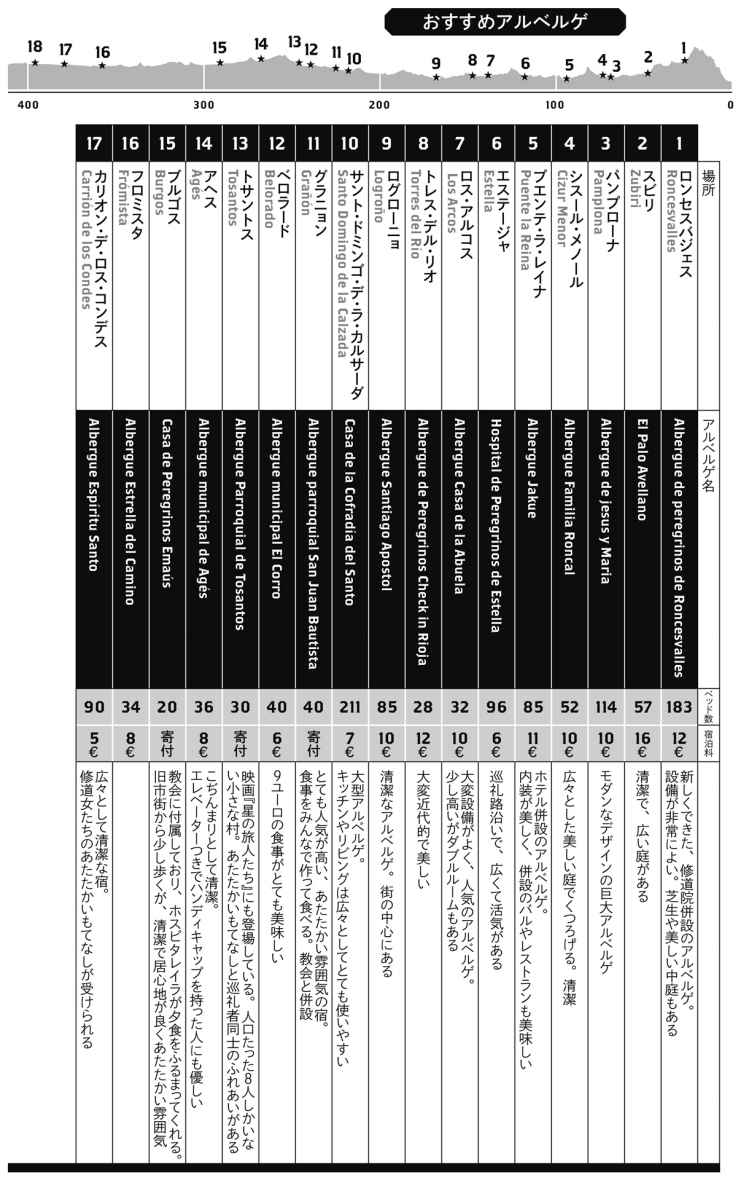 おすすめアルベルゲ
18 17 16 15 14 13 12 11 10 9 8 7 6 5 4 3 2 1
400 300 200 100 0
場所
アルベルゲ名
ベッド数
宿泊料
1
ロンセスバジェス
Roncesvalles
Albergue de peregrinos de Roncesvalles
183
12€
新しくできた、修道院併設のアルベルゲ。
設備が非常によい。芝生や美しい中庭もある
2
スビリ
Zubiri
El Palo Avellano
57
16€
清潔で、広い庭がある
3
パンプローナ
Pamplona
Albergue de jesus y Maria
114
10€
モダンなデザインの巨大アルベルゲ
4
シスール・メノール
Cizur Menor
Albergue Familia Roncal
52
10€
広々とした美しい庭でくつろげる。清潔
5
プエンテ・ラ・レイナ
Puente la Reina
Albergue Jakue
85
11€
ホテル併設のアルベルゲ。
内装が美しく、併設のバルやレストランも美味しい
6
エステージャ
Estella
Hospital de Peregrinos de Estella
96
6€
巡礼路沿いで、広くて活気がある
7
ロス・アルコス
Los Arcos
Albergue Casa de la Abuela
32
10€
大変設備がよく、人気のアルベルゲ。
少し高いがダブルルームもある
8
トレス・デル・リオ
Torres del Rio
Albergue de Peregrinos Check in Rioja
28
12€
大変近代的で美しい
9
ログローニョ
Logroño
Albergue Santiago Apostol
85
10€
清潔なアルベルゲ。街の中心にある
10
サント・ドミンゴ・デ・ラ・カルサーダ
Santo Domingo de la Calzada
Casa de la Cofradia del Santo
211
7€
大型アルベルゲ。
キッチンやリビングは広々としてとても使いやすい
11
グラニョン
Grañón
Albergue parroquial San Juan Bautista
40
寄付
とても人気が高い、あたたかい雰囲気の宿。
食事をみんなで作って食べる。教会と併設
12
ベロラード
Belorado
Albergue municipal El Corro
40
6€
9ユーロの食事がとても美味しい
13
トサントス
Tosantos
Albergue Parroquial de Tosantos
30
寄付
映画『星の旅人たち』にも登場している。人口たった8人しかいな
い小さな村。あたたかいもてなしと巡礼者同士のふれあいがある
14
アヘス
Agés
Albergue municipal de Agés
36
8€
こぢんまりとして清潔。
エレベーターつきでハンディキャップを持った人にも優しい
15
ブルゴス
Burgos
Casa de Peregrinos Emaús
20
寄付
教会に付属しており、ホスピタレイラが夕食をふるまってくれる。
旧市街から少し歩くが、清潔で居心地が良くあたたかい雰囲気
16
フロミスタ
Frómista
Albergue Estrella del Camino
34
8€
17
カリオン・デ・ロス・コンデス
Carrión de los Condes
Albergue Espíritu Santo
90
5€
広々として清潔な宿。
修道女たちのあたたかいもてなしが受けられる